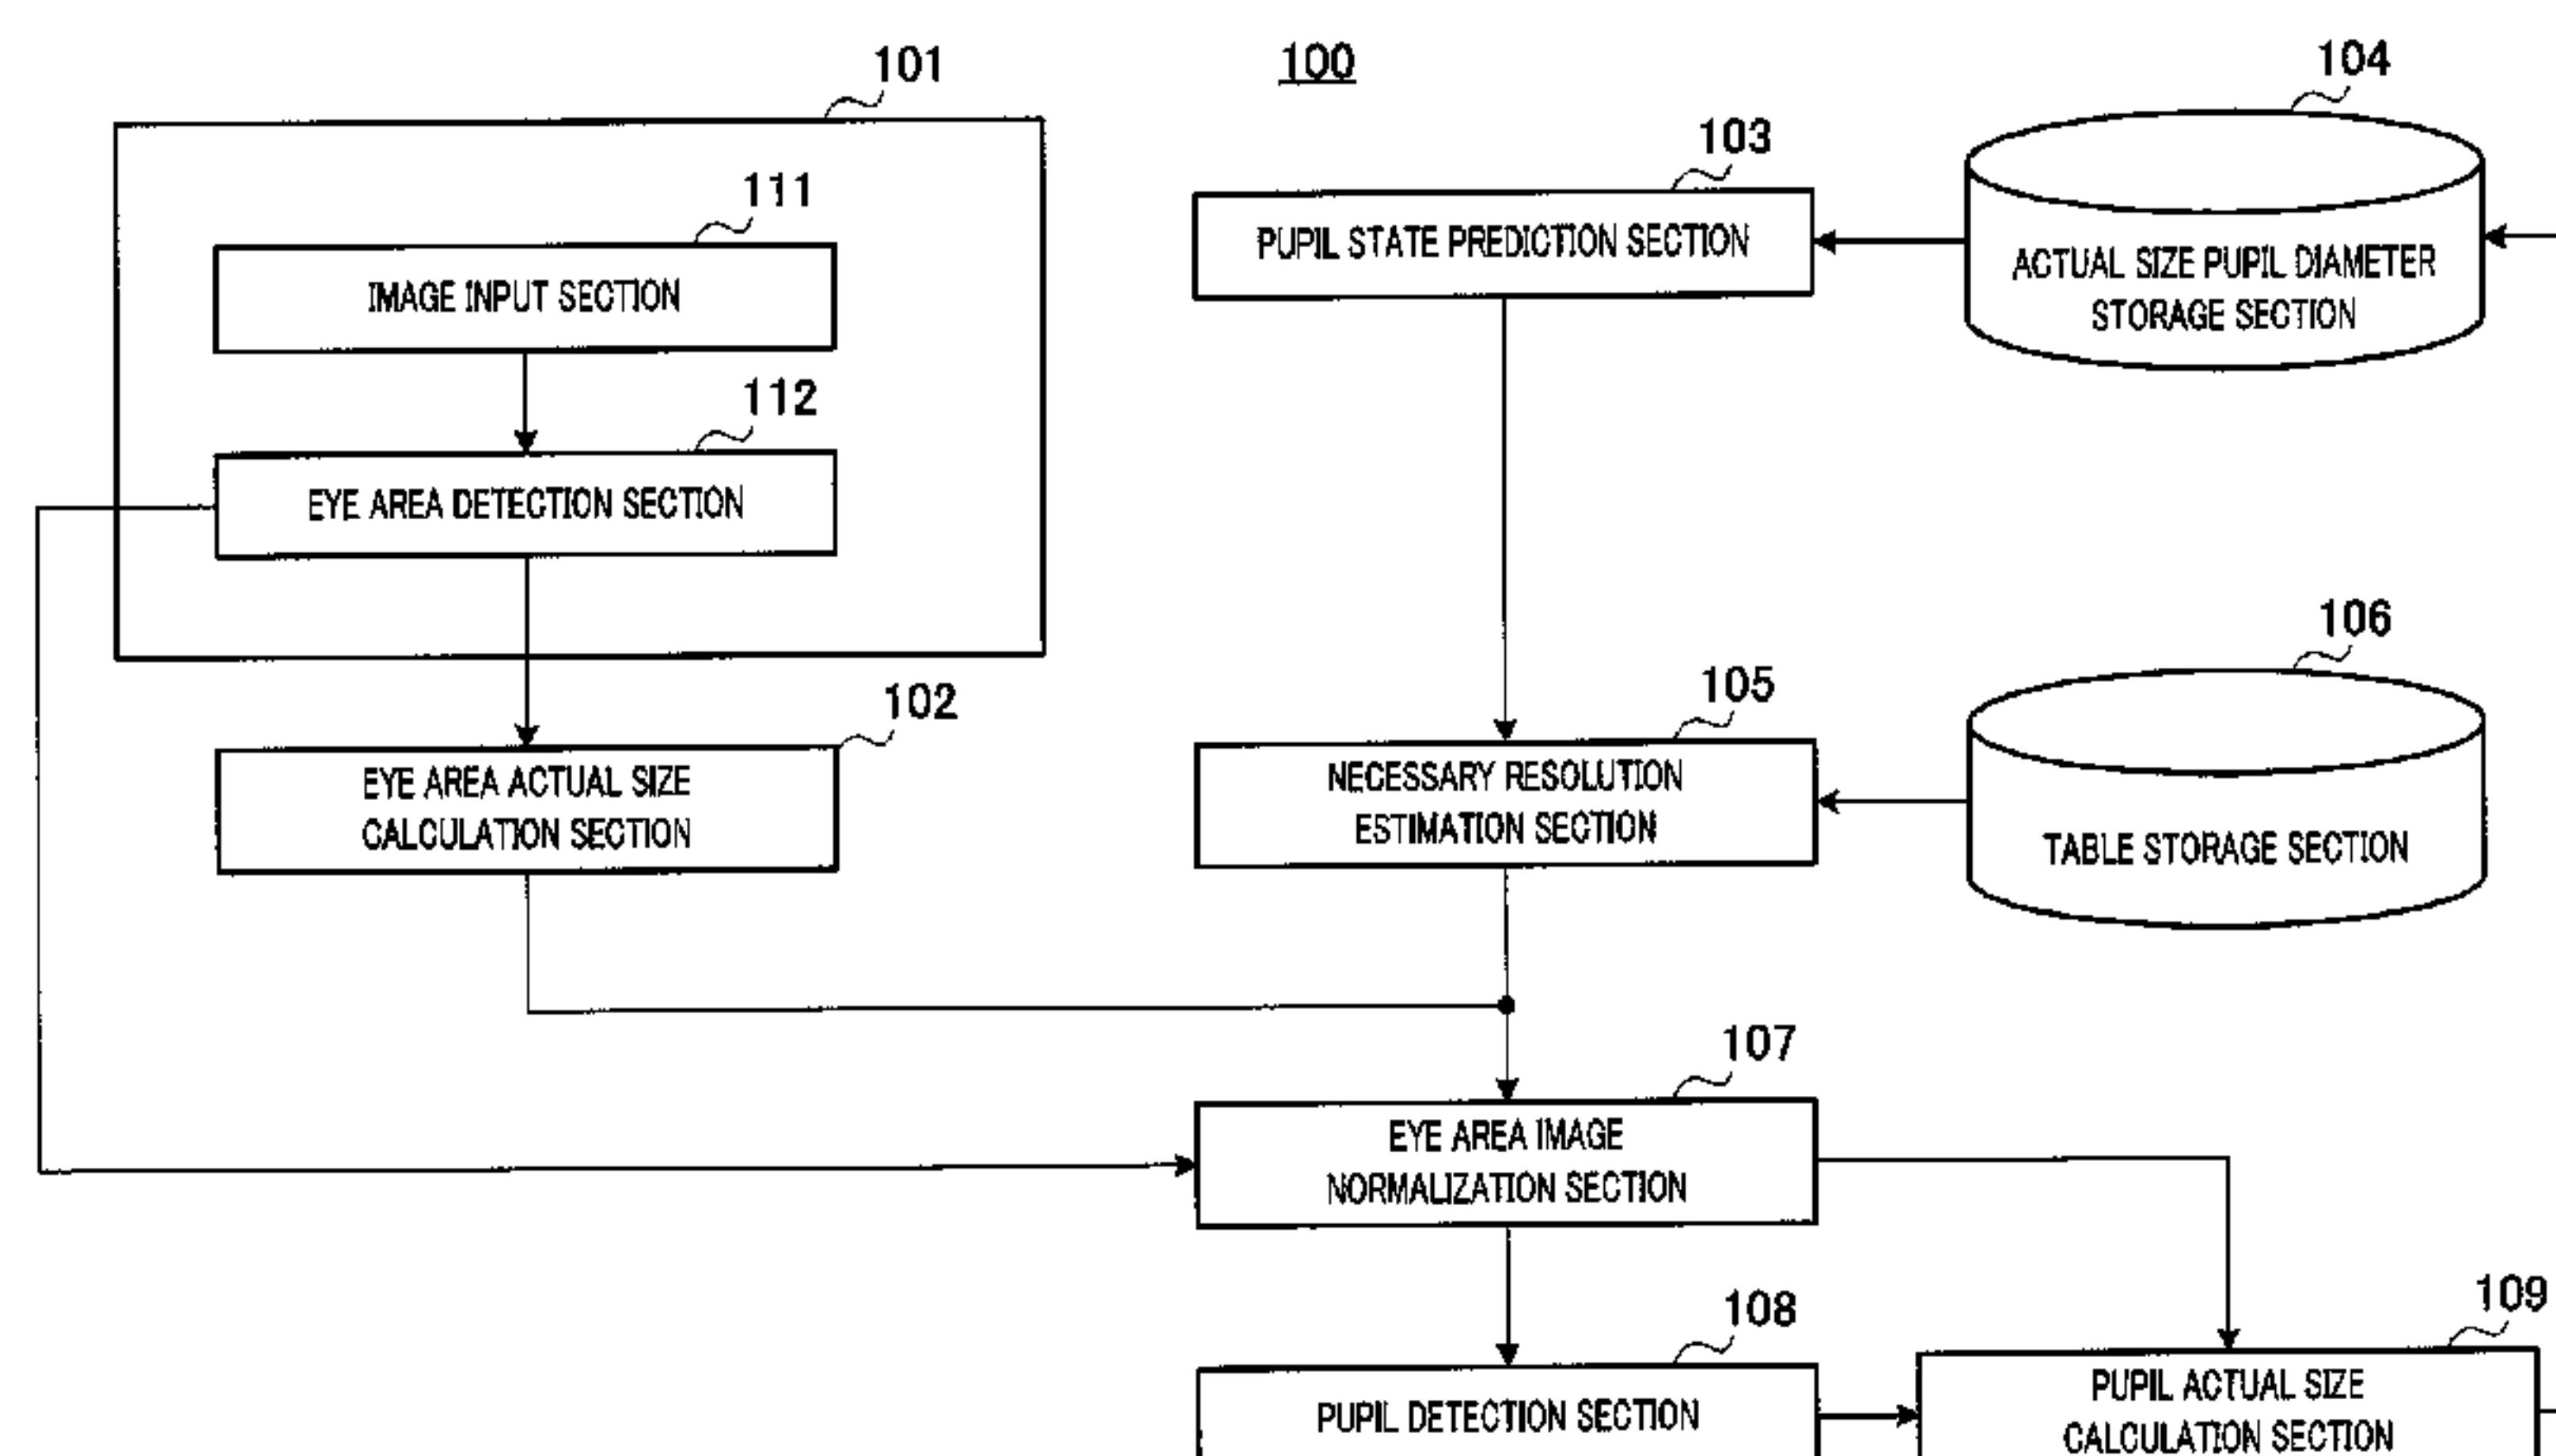 100
101
111
IMAGE INPUT SECTION
112
EYE AREA DETECTION SECTION
102
EYE AREA ACTUAL SIZE
CALCULATION SECTION
103
PUPIL STATE PREDICTION SECTION
104
ACTUAL SIZE PUPIL DIAMETER
STORAGE SECTION
105
NECESSARY RESOLUTION
ESTIMATION SECTION
106
TABLE STORAGE SECTION
107
EYE AREA IMAGE
NORMALIZATION SECTION
108
PUPIL DETECTION SECTION
109
PUPIL ACTUAL SIZE
CALCULATION SECTION